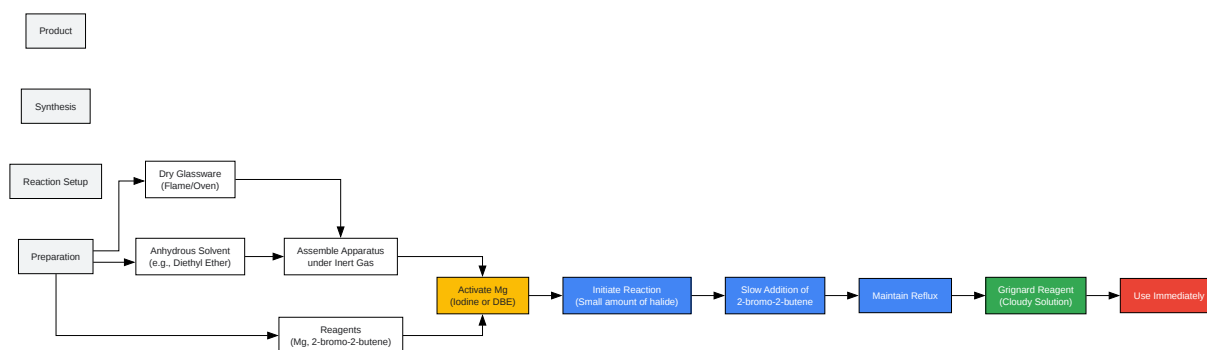 Product
Synthesis
Reaction Setup
Dry Glassware
(Flame/Oven)
Preparation
Anhydrous Solvent
(e.g., Diethyl Ether)
Assemble Apparatus
under Inert Gas
Activate Mg
(Iodine or DBE)
Initiate Reaction
(Small amount of halide)
Slow Addition of
2-bromo-2-butene
Maintain Reflux
Grignard Reagent
(Cloudy Solution)
Use Immediately
Reagents
(Mg, 2-bromo-2-butene)